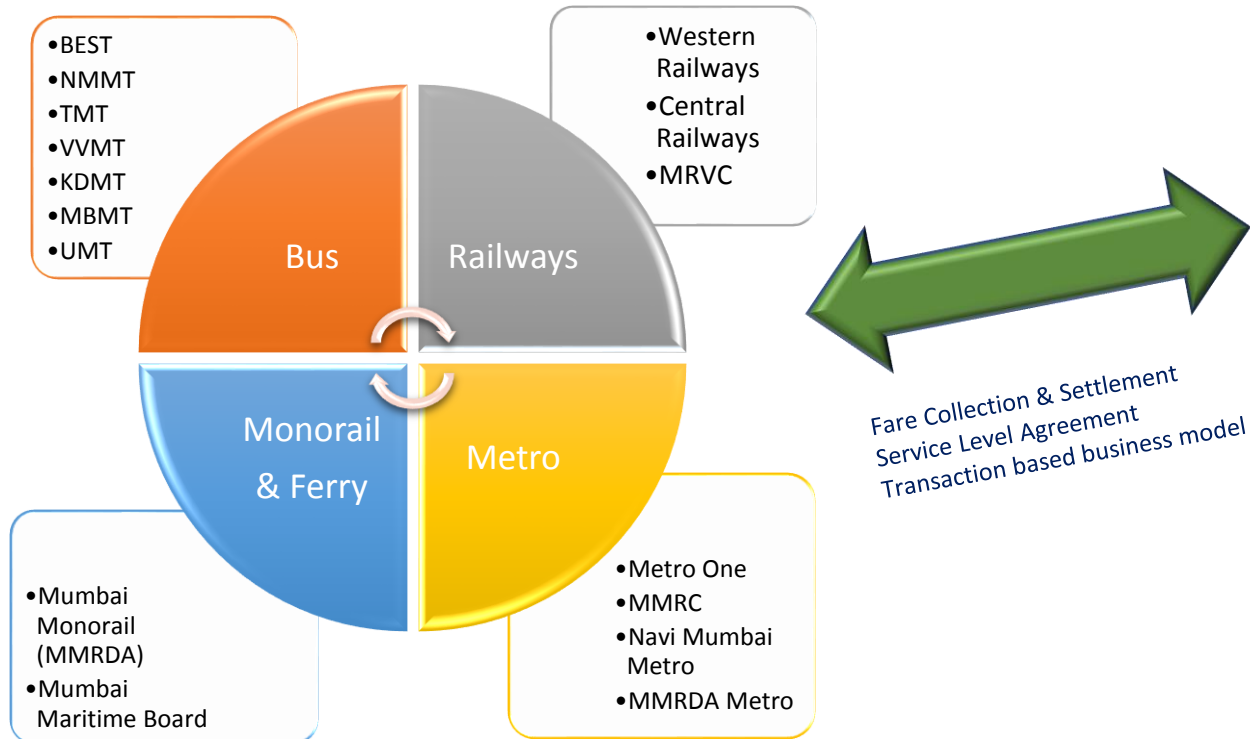 •BEST
•NMMT
•TMT
•VVMT
•KDMT
•MBMT
•UMT
•Western
Railways
•Central
Railways
•MRVC
Bus
Railways
Monorail
& Ferry
Metro
Fare Collection & Settlement
Service Level Agreement
Transaction based business model
•Mumbai
Monorail
(MMRDA)
•Mumbai
Maritime Board
•Metro One
•MMRC
•Navi Mumbai
Metro
•MMRDA Metro